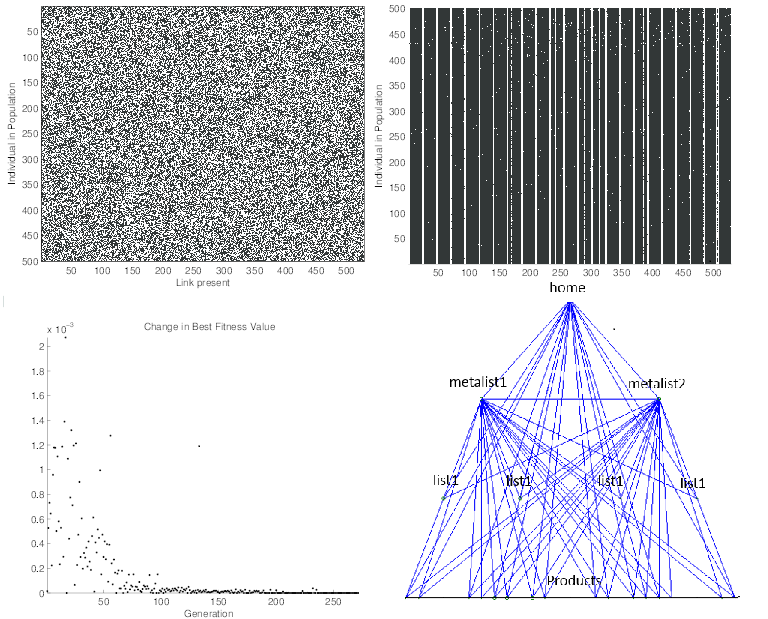 Individual in Population
50
100
150
200
250
300
350
400
450
500
50 100 150 200 250 300 350 400 450 500
Link present
Individual in Population
500
450
400
350
300
250
200
150
100
50
50 100 150 200 250 300 350 400 450 500
Change in Best Fitness Value
x 10^-3
2
1.8
1.6
1.4
1.2
1
0.8
0.6
0.4
0.2
0
50 100 150 200 250
Generation
home
metalist1 metalist2
list1 list1 list1 list1
Products